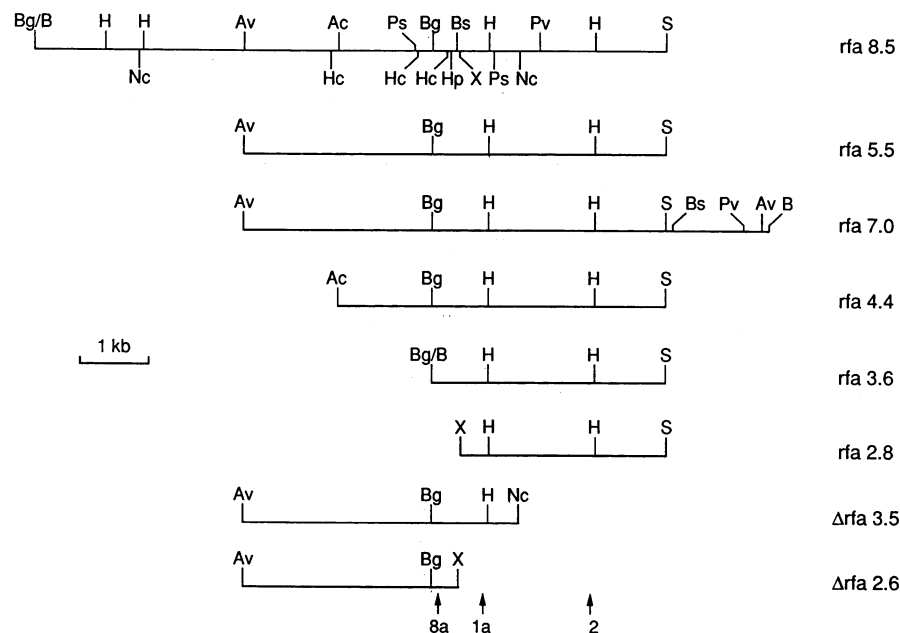 Bg/B H H Av Ac Ps Bg Bs H Pv H S
rfa 8.5
Nc Hc Hc Hc Hp X Ps Nc
Av Bg H H S
rfa 5.5
Av Bg H H S Bs Pv Av B
rfa 7.0
Ac Bg H H S
rfa 4.4
1 kb
Bg/B H H S
rfa 3.6
X H H S
rfa 2.8
Av Bg H Nc
Δrfa 3.5
Av Bg X
Δrfa 2.6
8a 1a 2